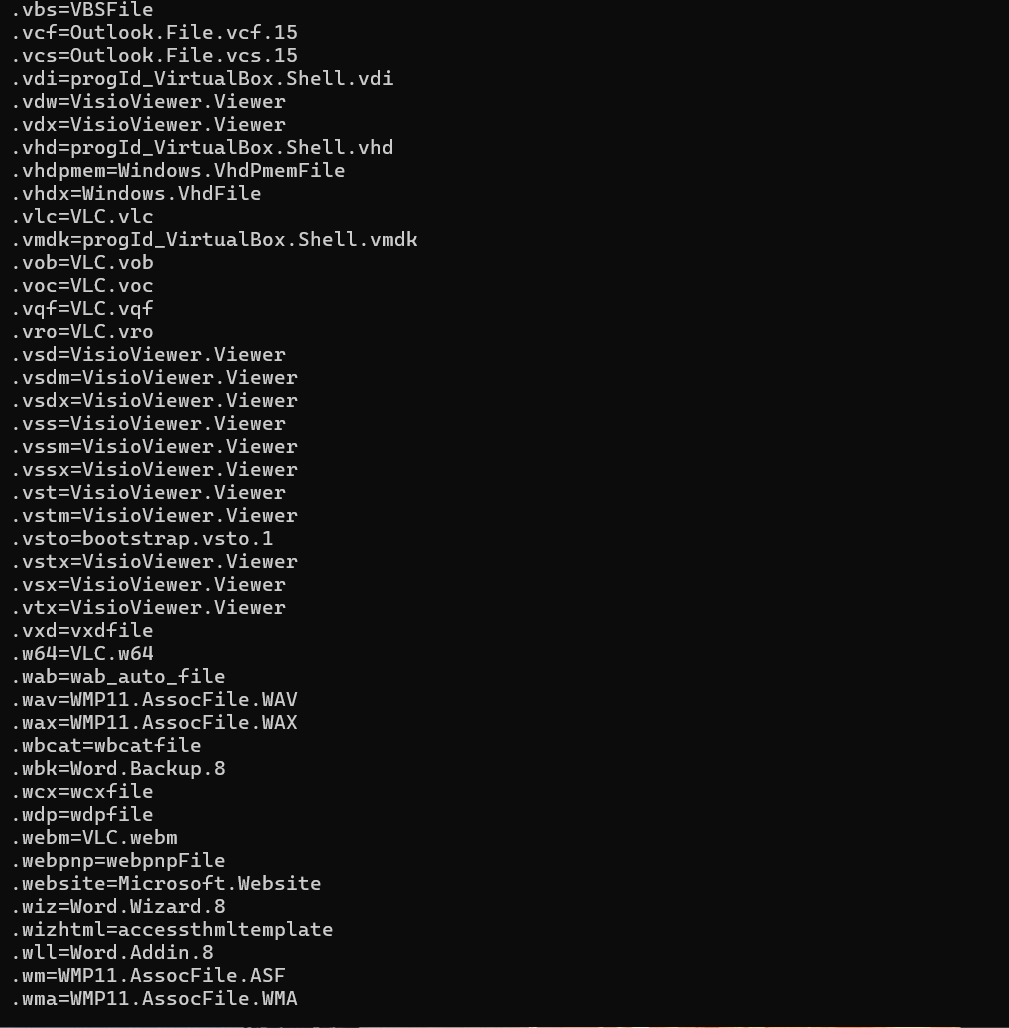 .vbs=VBSFile
.vcf=Outlook.File.vcf.15
.vcs=Outlook.File.vcs.15
.vdi=progId_VirtualBox.Shell.vdi
.vdw=VisioViewer.Viewer
.vdx=VisioViewer.Viewer
.vhd=progId_VirtualBox.Shell.vhd
.vhdpmem=Windows.VhdPmemFile
.vhdx=Windows.VhdFile
.vlc=VLC.vlc
.vmdk=progId_VirtualBox.Shell.vmdk
.vob=VLC.vob
.voc=VLC.voc
.vqf=VLC.vqf
.vro=VLC.vro
.vsd=VisioViewer.Viewer
.vsdm=VisioViewer.Viewer
.vsdx=VisioViewer.Viewer
.vss=VisioViewer.Viewer
.vssm=VisioViewer.Viewer
.vssx=VisioViewer.Viewer
.vst=VisioViewer.Viewer
.vstm=VisioViewer.Viewer
.vsto=bootstrap.vsto.1
.vstx=VisioViewer.Viewer
.vsx=VisioViewer.Viewer
.vtx=VisioViewer.Viewer
.vxd=vxdfile
.w64=VLC.w64
.wab=wab_auto_file
.wav=WMP11.AssocFile.WAV
.wax=WMP11.AssocFile.WAX
.wbcat=wbcatfile
.wbk=Word.Backup.8
.wcx=wcxfile
.wdp=wdpfile
.webm=VLC.webm
.webpnp=webpnpFile
.website=Microsoft.Website
.wiz=Word.Wizard.8
.wizhtml=accessthmltemplate
.wll=Word.Addin.8
.wm=WMP11.AssocFile.ASF
.wma=WMP11.AssocFile.WMA